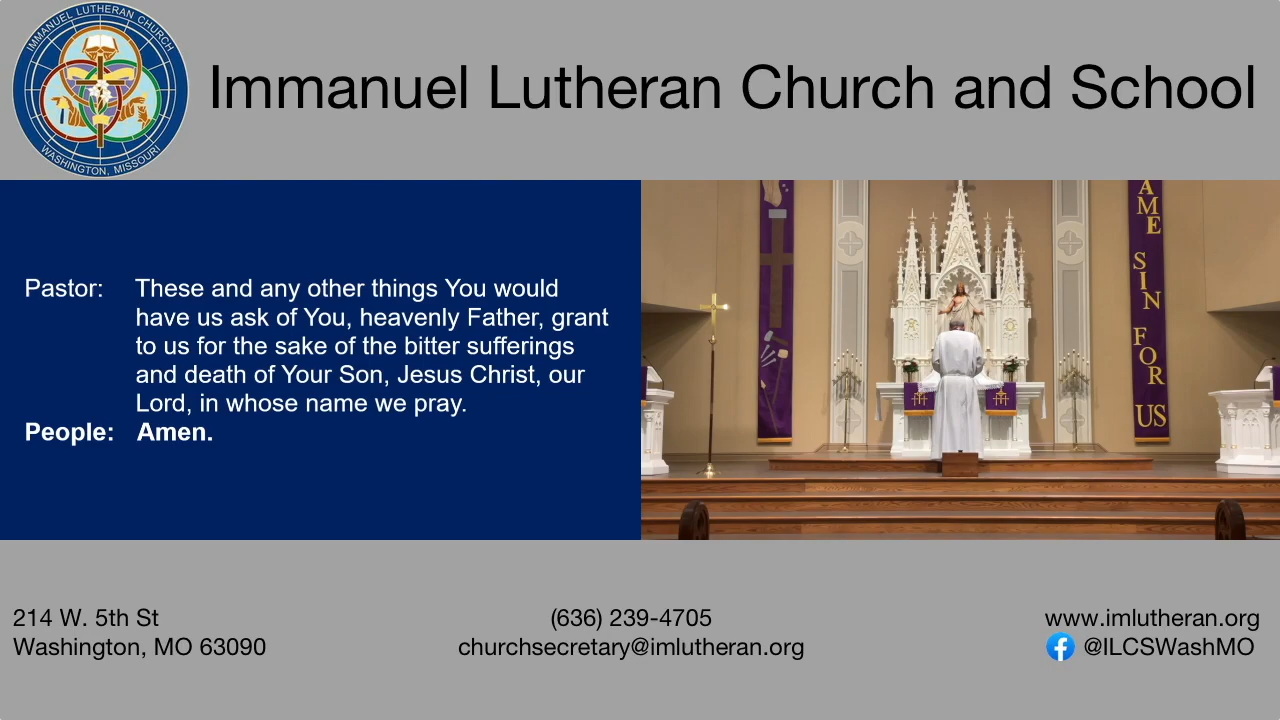 IMMANUEL LUTHERAN CHURCH
WASHINGTON, MISSOURI
Immanuel Lutheran Church and School
Pastor: These and any other things You would
have us ask of You, heavenly Father, grant
to us for the sake of the bitter sufferings
and death of Your Son, Jesus Christ, our
Lord, in whose name we pray.
People: Amen.
AME
SIN
FOR
US
214 W. 5th St
Washington, MO 63090
(636) 239-4705
churchsecretary@imlutheran.org
www.imlutheran.org
@ILCSWashMO